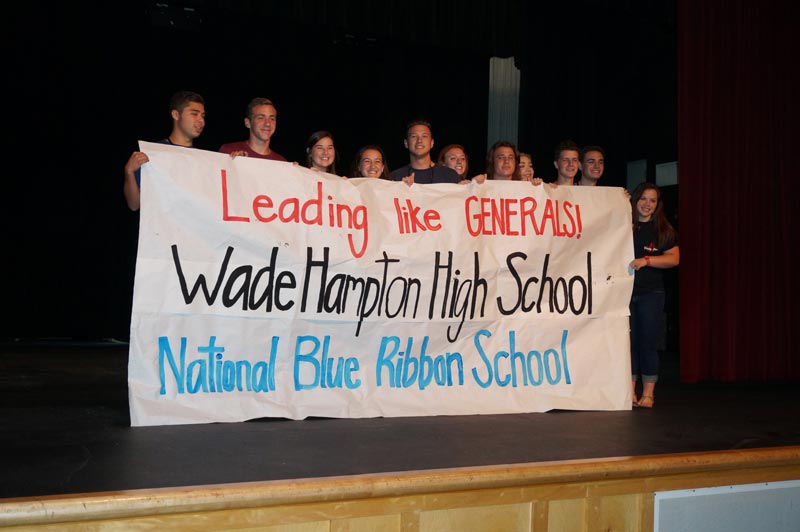 Leading like GENERALS!
Wade Hampton High School
National Blue Ribbon School